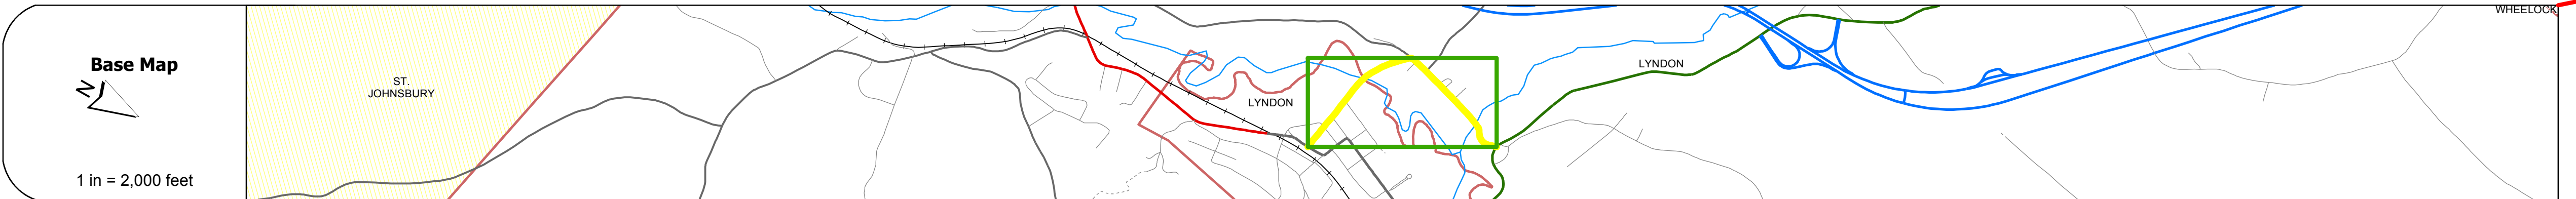 Base Map
N
1 in = 2,000 feet
ST.
JOHNSBURY
LYNDON
LYNDON
WHEELOCK